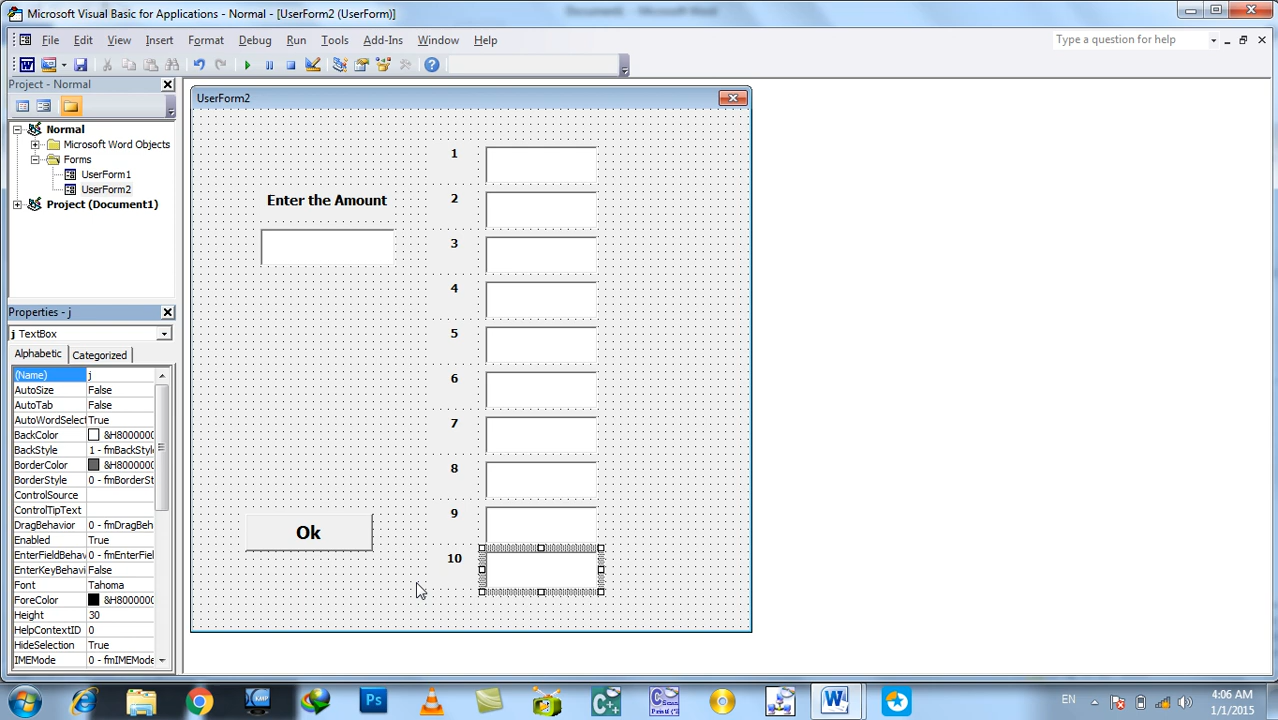 Microsoft Visual Basic for Applications - Normal - [UserForm2 (UserForm)]
File Edit View Insert Format Debug Run Tools Add-Ins Window Help
Type a question for help
Project - Normal
Normal
Microsoft Word Objects
Forms
UserForm1
UserForm2
Project (Document1)
Properties - j
j TextBox
Alphabetic Categorized
(Name) j
AutoSize False
AutoTab False
AutoWordSelect True
BackColor &H8000000
BackStyle 1 - fmBackStyle
BorderColor &H8000000
BorderStyle 0 - fmBorderSt
ControlSource
ControlTipText
DragBehavior 0 - fmDragBeh
Enabled True
EnterFieldBehav 0 - fmEnterFiel
EnterKeyBehav False
Font Tahoma
ForeColor &H8000000
Height 30
HelpContextID 0
HideSelection True
IMEMode 0 - fmIMEMode
UserForm2
Enter the Amount
Ok
1
2
3
4
5
6
7
8
9
10
EN
4:06 AM
1/1/2015